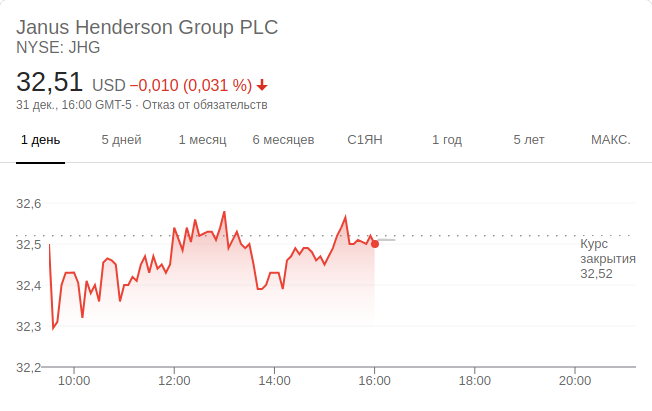 Janus Henderson Group PLC
NYSE: JHG
32,51 USD −0,010 (0,031 %)
31 дек., 16:00 GMT-5 · Отказ от обязательств
1 день 5 дней 1 месяц 6 месяцев С1ЯН 1 год 5 лет МАКС.
32,6
32,5
32,4
32,3
32,2
Курс
закрытия
32,52
10:00 12:00 14:00 16:00 18:00 20:00